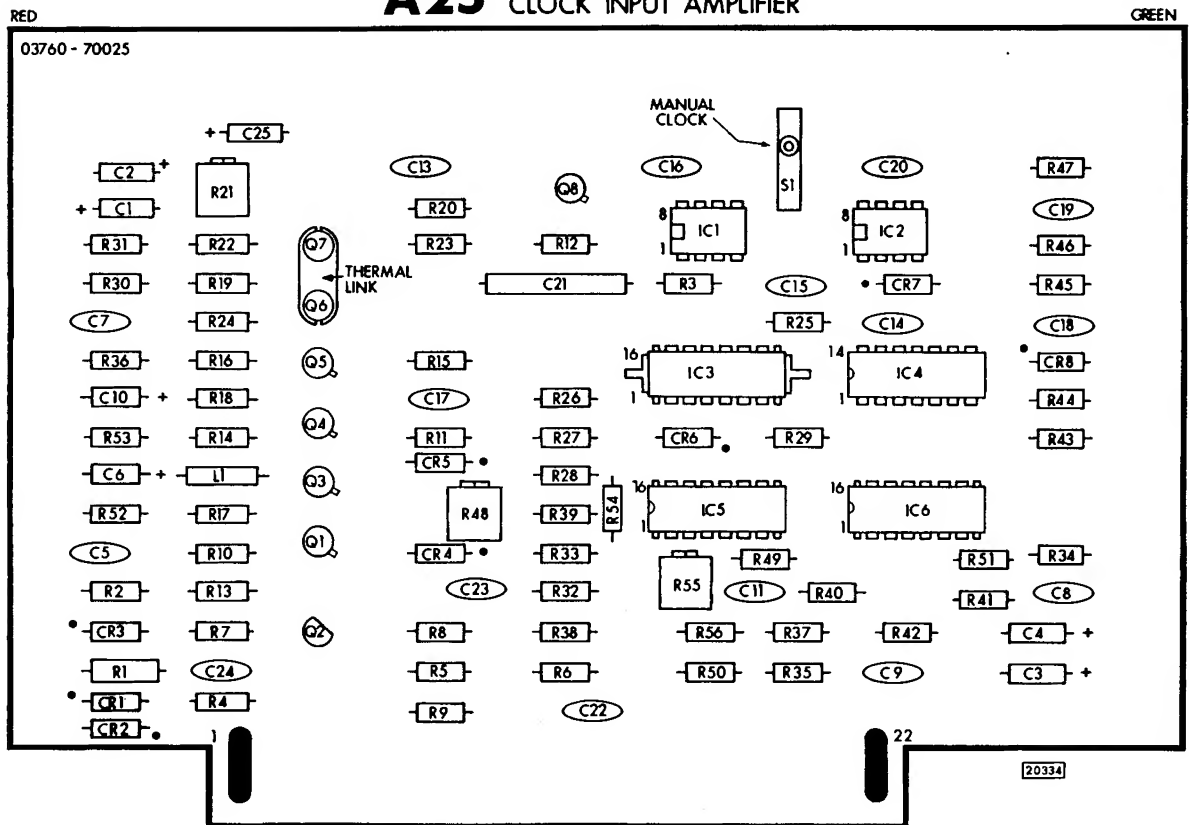 A25 CLOCK INPUT AMPLIFIER
RED GREEN
03760 - 70025
MANUAL
CLOCK
+ C25
C2 + R21 C13 Q8 C16 S1 C20 R47
+ C1 R20 8 IC1 8 IC2 C19
R31 R22 Q7 R23 R12 1 1 R46
THERMAL
LINK
R30 R19 C21 R3 C15 CR7 R45
C7 R24 Q6 R25 C14 C18
R36 R16 Q5 R15 16 IC3 14 IC4 CR8
C10 + R18 C17 R26 1 1 R44
R53 R14 Q4 R11 R27 CR6 R29 R43
CR5
C6 + L1 Q3 R28
R52 R17 R48 R39 R54 16 IC5 16 IC6
1 1
C5 R10 Q1 CR4 R33 R49 R51 R34
R2 R13 C23 R32 R55 C11 R40 R41 C8
CR3 R7 Q2 R8 R38 R56 R37 R42 C4 +
R1 C24 R5 R6 R50 R35 C9 C3 +
CR1 R4 R9 C22
CR2 1 22
20334